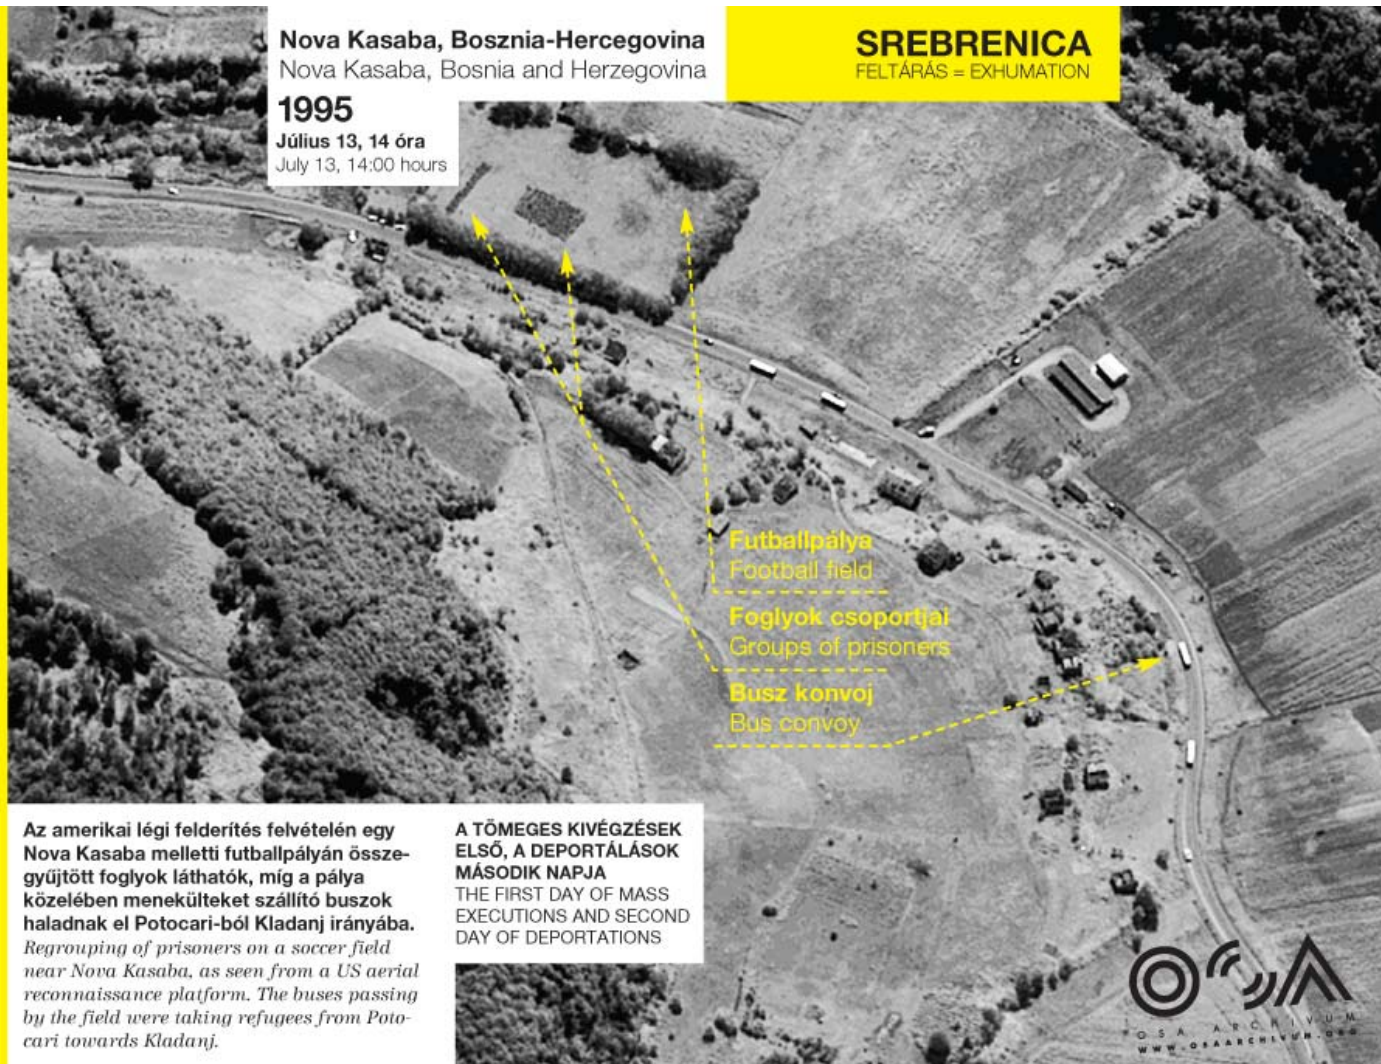 Nova Kasaba, Bosznia-Hercegovina
Nova Kasaba, Bosnia and Herzegovina
1995
Július 13, 14 óra
July 13, 14:00 hours
SREBRENICA
FELTÁRÁS = EXHUMATION
Futballpálya
Football field
Foglyok csoportjai
Groups of prisoners
Busz konvoj
Bus convoy
Az amerikai légi felderítés felvételén egy
Nova Kasaba melletti futballpályán össze-
gyűjtött foglyok láthatók, míg a pálya
közelében menekülteket szállító buszok
haladnak el Potocari-ból Kladanj irányába.
Regrouping of prisoners on a soccer field
near Nova Kasaba, as seen from a US aerial
reconnaissance platform. The buses passing
by the field were taking refugees from Poto-
cari towards Kladanj.
A TÖMEGES KIVÉGZÉSEK
ELSŐ, A DEPORTÁLÁSOK
MÁSODIK NAPJA
THE FIRST DAY OF MASS
EXECUTIONS AND SECOND
DAY OF DEPORTATIONS
OSA ARCHIVUM
WWW.OSAARCHIVUM.ORG